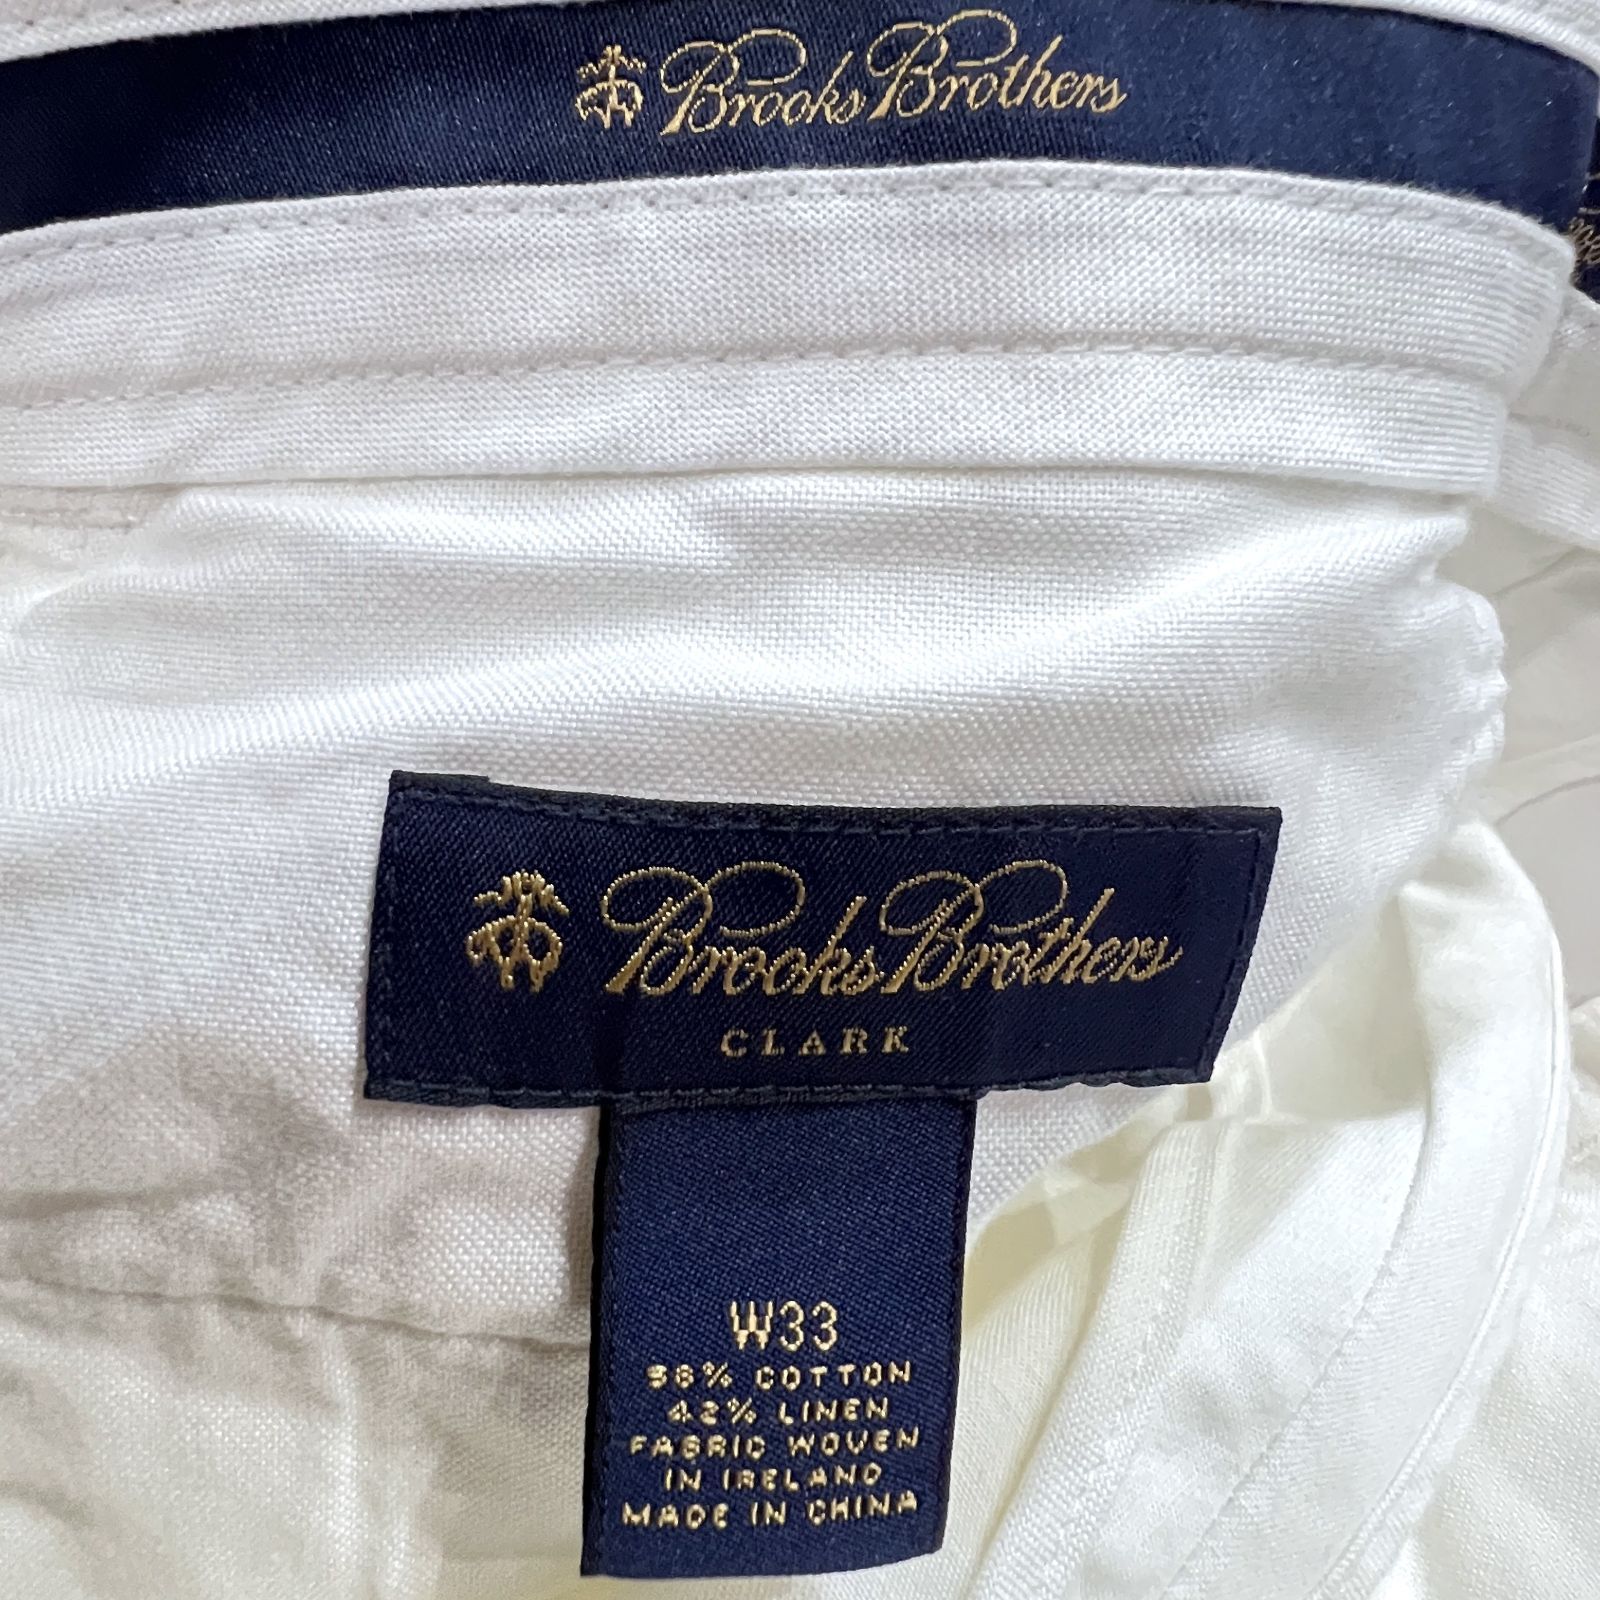 Brooks Brothers
Brooks Brothers
CLARK
W33
58% COTTON
42% LINEN
FABRIC WOVEN
IN IRELAND
MADE IN CHINA